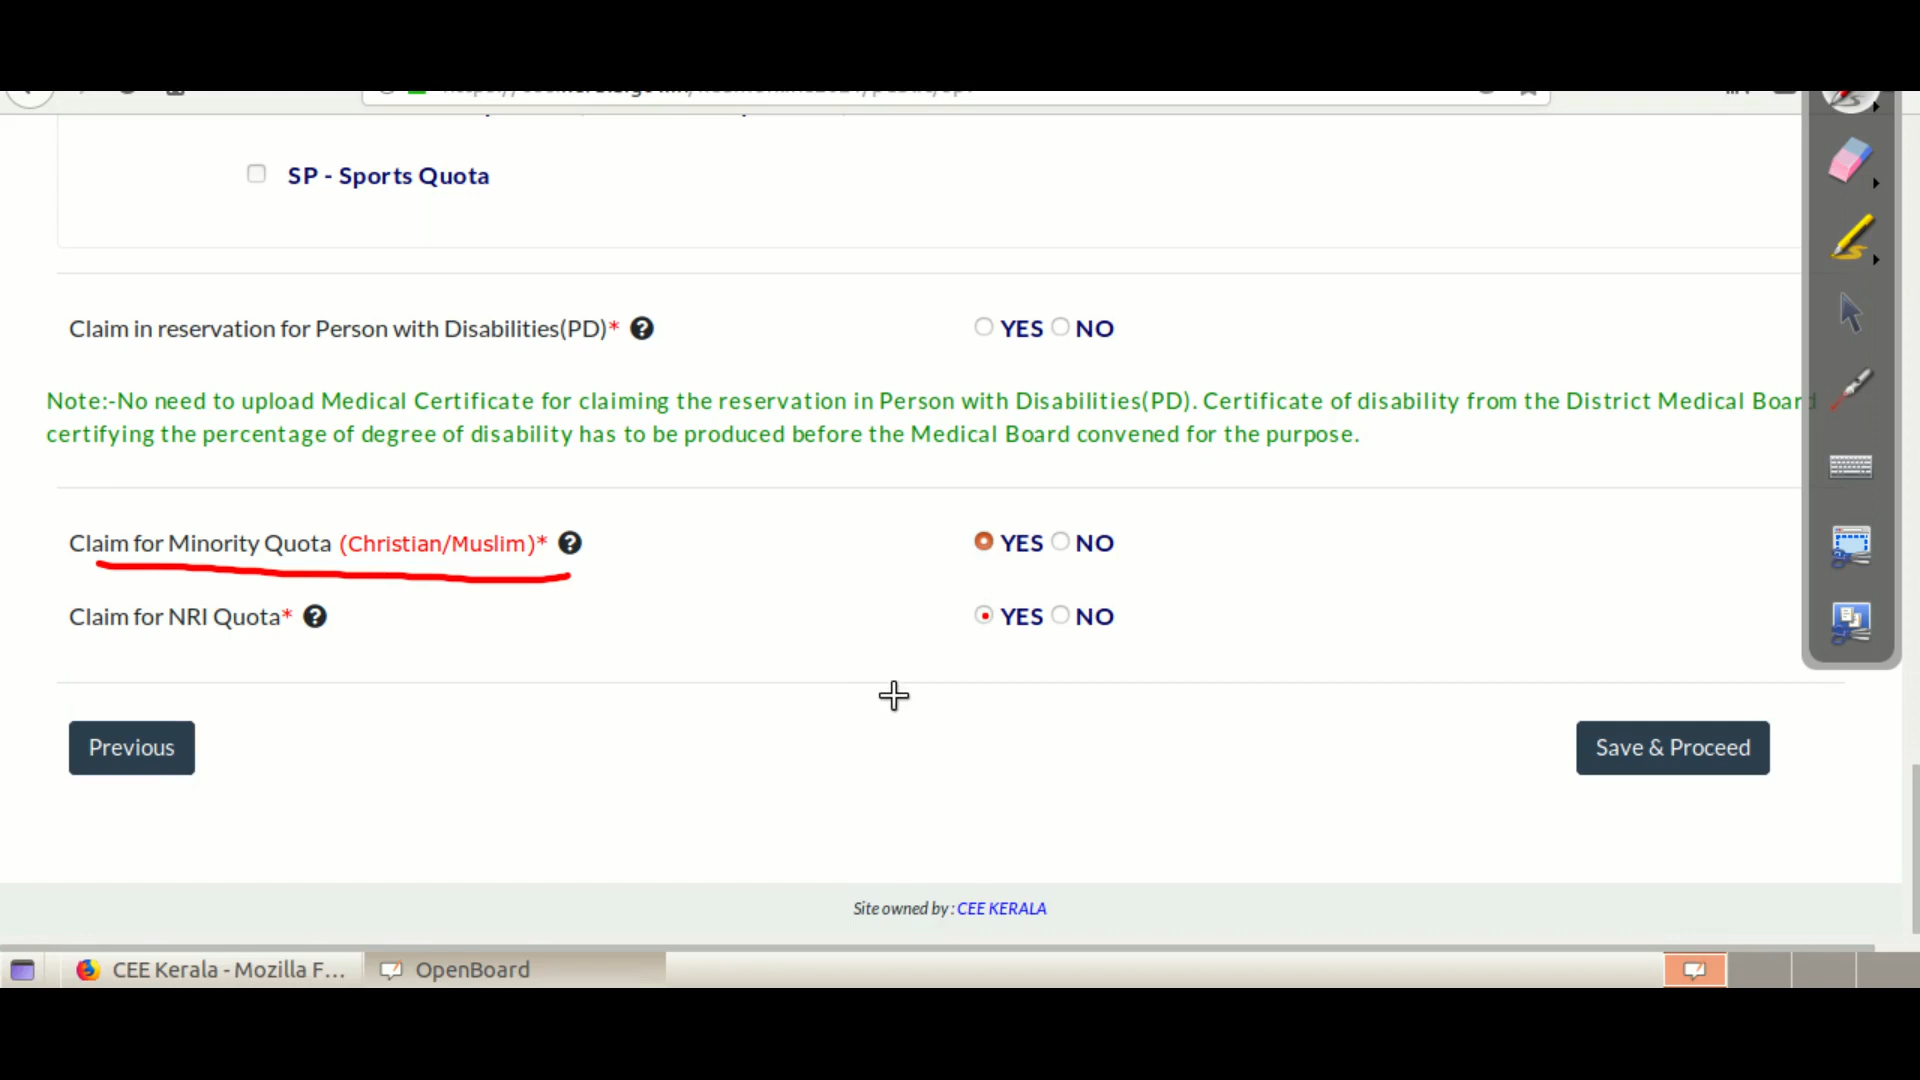 SP - Sports Quota
Claim in reservation for Person with Disabilities(PD)* ?
YES NO
Note:-No need to upload Medical Certificate for claiming the reservation in Person with Disabilities(PD). Certificate of disability from the District Medical Board
certifying the percentage of degree of disability has to be produced before the Medical Board convened for the purpose.
Claim for Minority Quota (Christian/Muslim)* ?
YES NO
Claim for NRI Quota* ?
YES NO
Previous
Save & Proceed
Site owned by : CEE KERALA
CEE Kerala - Mozilla F...
OpenBoard